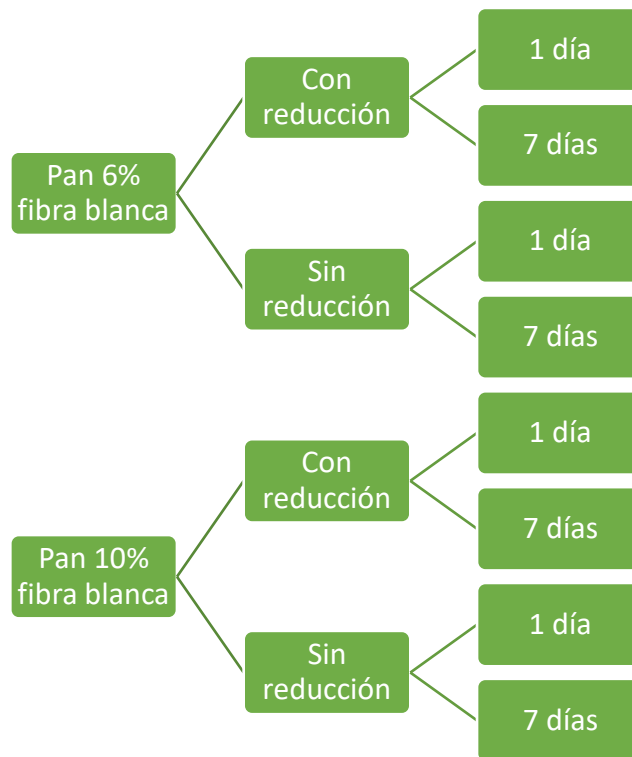 Pan 6%
fibra blanca
Con
reducción
1 día
7 días
Sin
reducción
1 día
7 días
Pan 10%
fibra blanca
Con
reducción
1 día
7 días
Sin
reducción
1 día
7 días